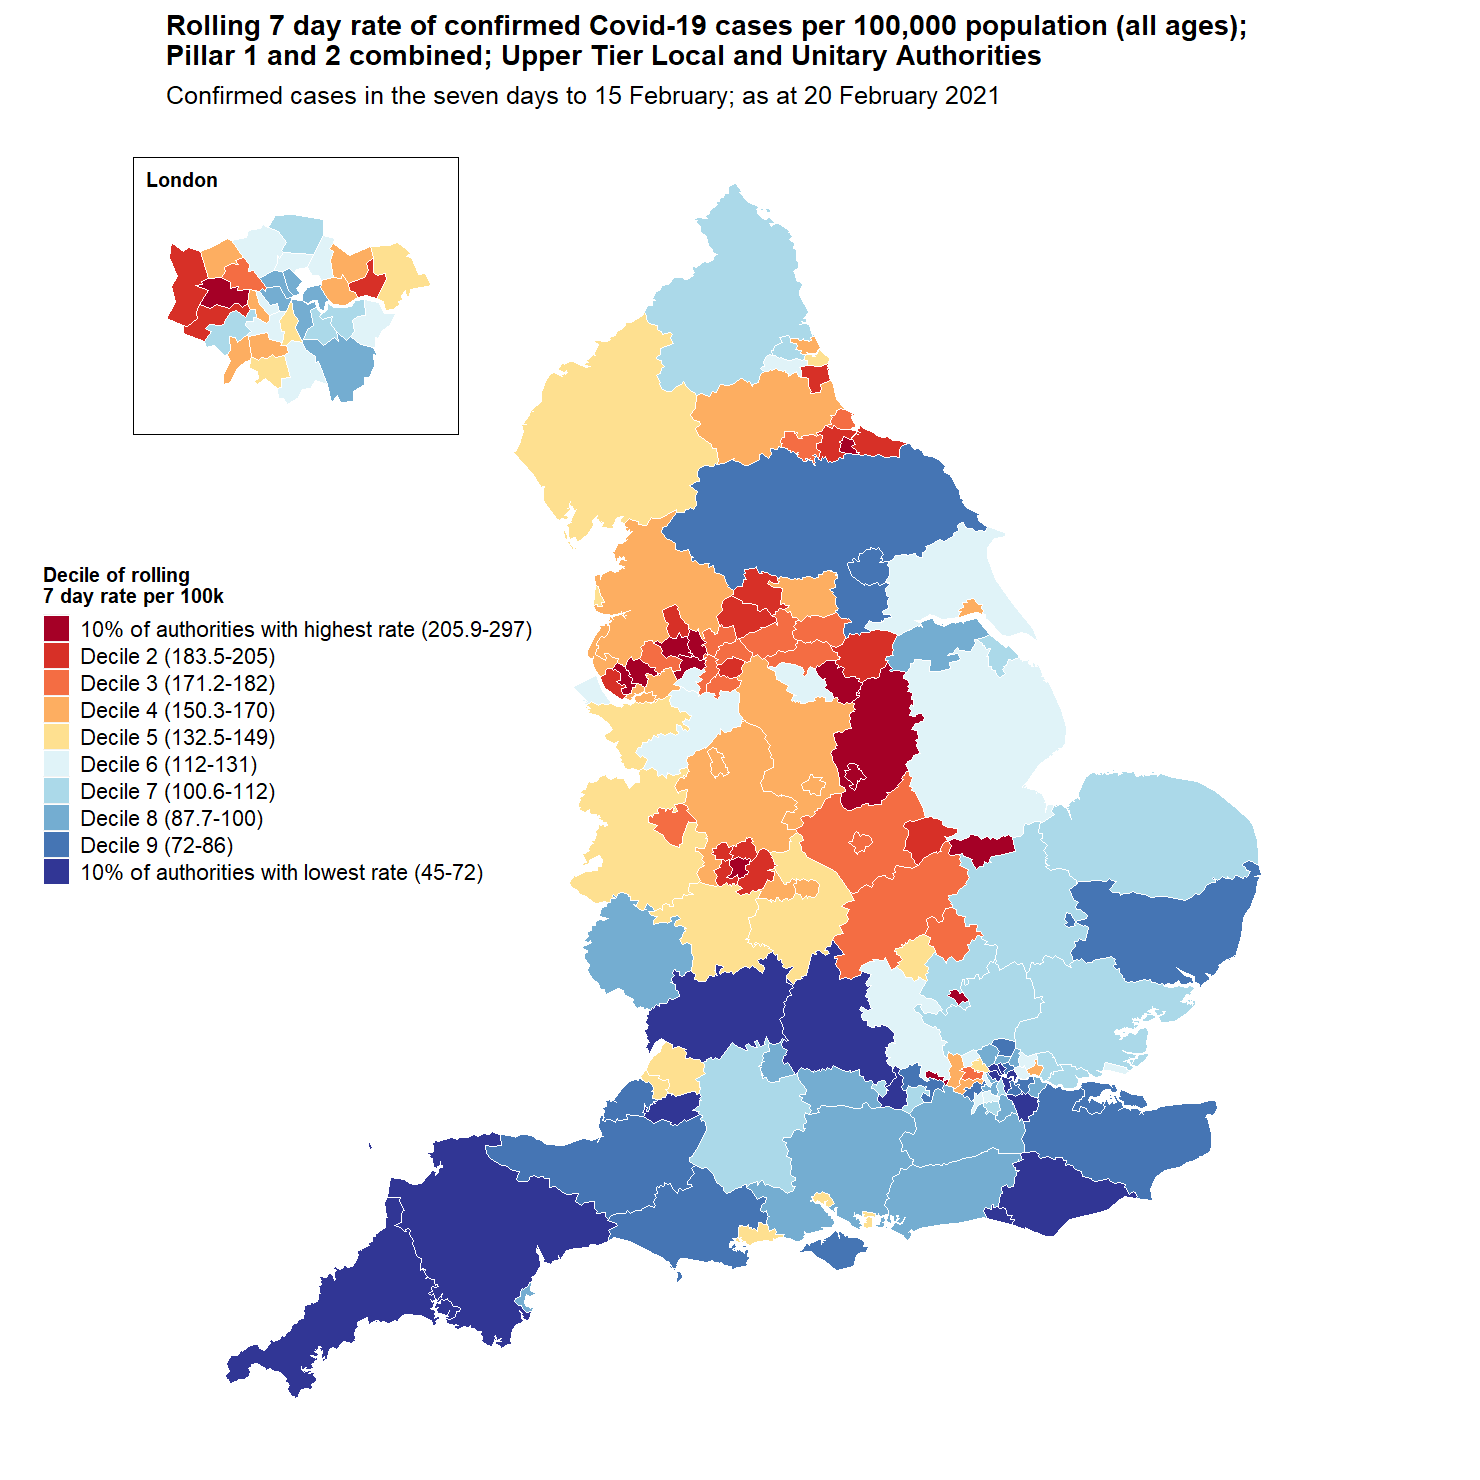 Rolling 7 day rate of confirmed Covid-19 cases per 100,000 population (all ages);
Pillar 1 and 2 combined; Upper Tier Local and Unitary Authorities
Confirmed cases in the seven days to 15 February; as at 20 February 2021
London
Decile of rolling
7 day rate per 100k
10% of authorities with highest rate (205.9-297)
Decile 2 (183.5-205)
Decile 3 (171.2-182)
Decile 4 (150.3-170)
Decile 5 (132.5-149)
Decile 6 (112-131)
Decile 7 (100.6-112)
Decile 8 (87.7-100)
Decile 9 (72-86)
10% of authorities with lowest rate (45-72)